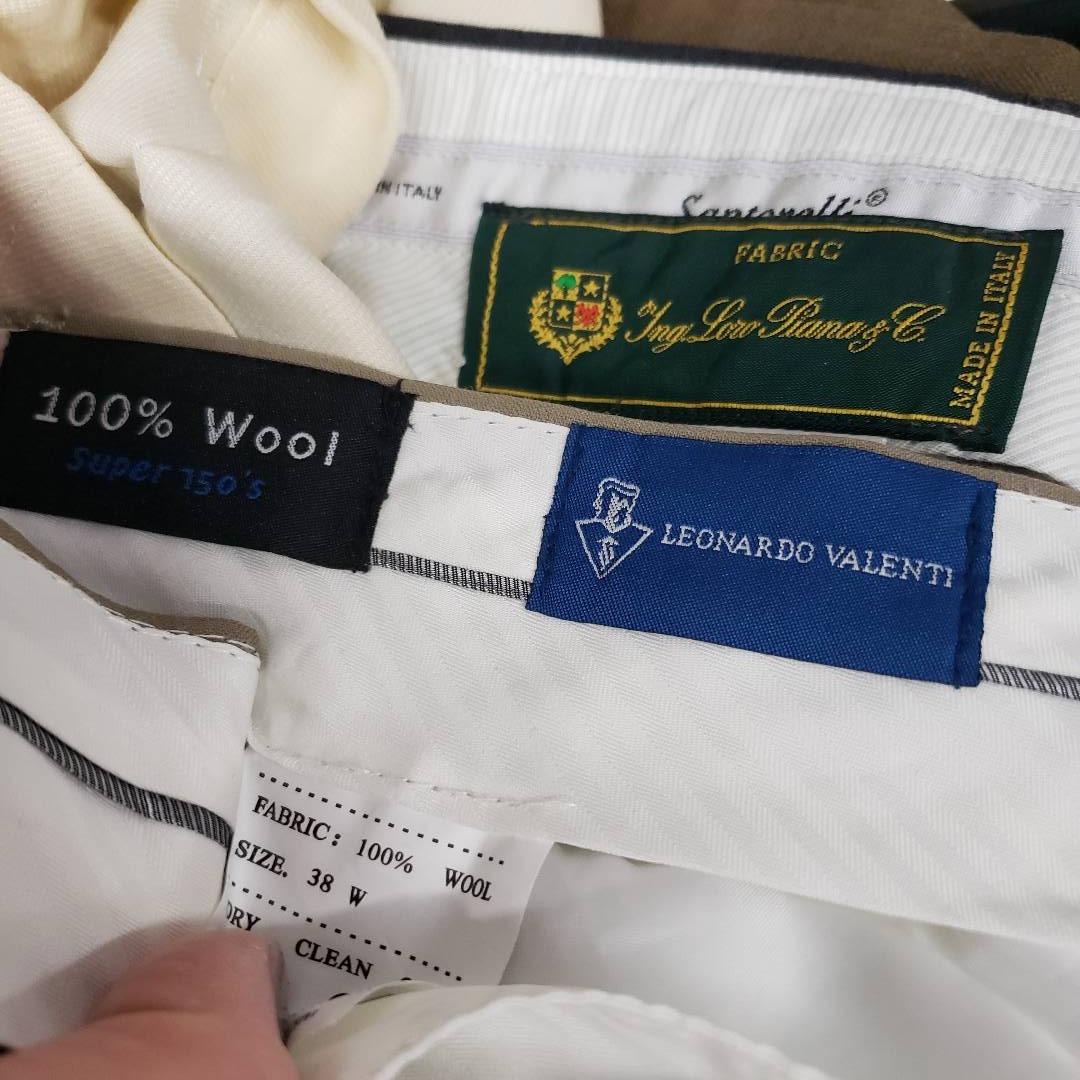 IN ITALY
Santorelli©
FABRIC
Ing. Loro Piana & C.
MADE IN ITALY
100% Wool
Super 150's
LEONARDO VALENTI
FABRIC: 100% WOOL
SIZE. 38 W
DRY CLEAN